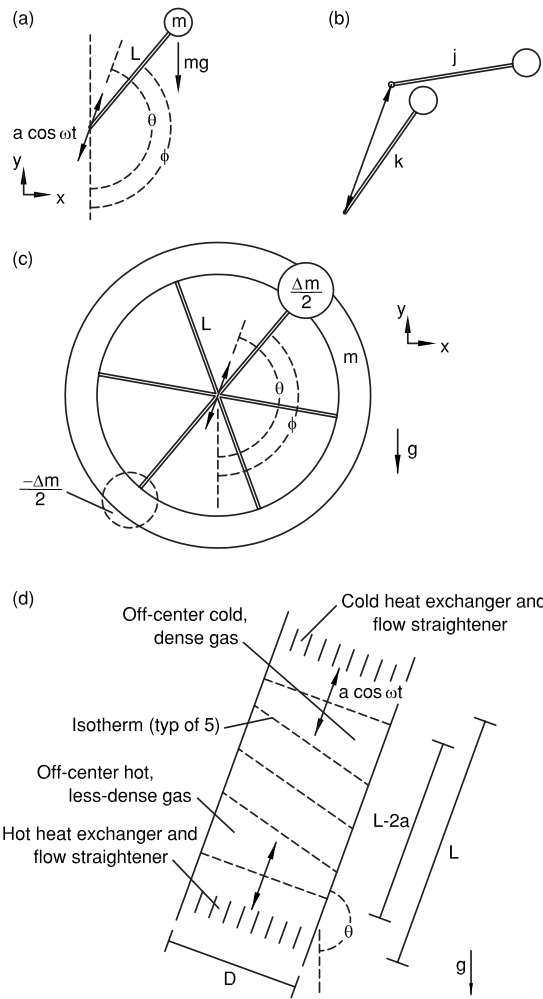 (a)
m
L
mg
θ
a cos ωt
ϕ
y
x
(b)
j
k
(c)
Δm
2
L
y
x
m
θ
ϕ
g
-Δm
2
(d)
Cold heat exchanger and
flow straightener
Off-center cold,
dense gas
a cos ωt
Isotherm (typ of 5)
Off-center hot,
less-dense gas
L-2a
L
Hot heat exchanger and
flow straightener
θ
D
g